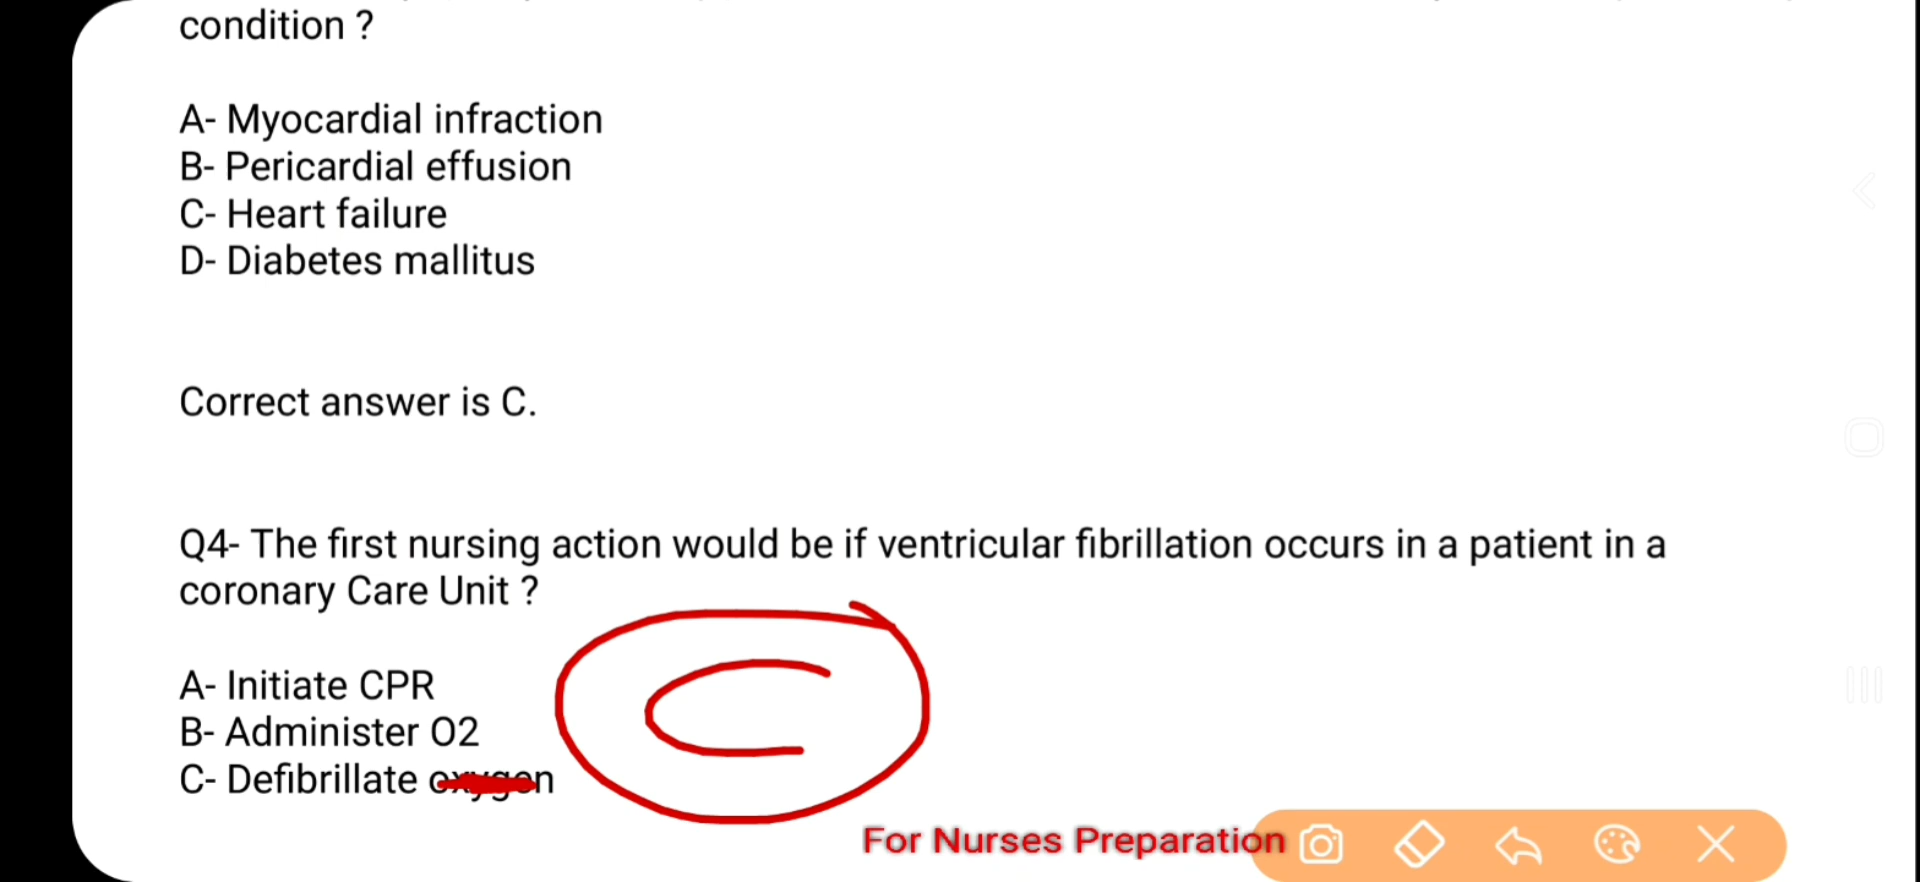 condition ?
A- Myocardial infraction
B- Pericardial effusion
C- Heart failure
D- Diabetes mallitus
Correct answer is C.
Q4- The first nursing action would be if ventricular fibrillation occurs in a patient in a
coronary Care Unit ?
A- Initiate CPR
B- Administer O2
C- Defibrillate oxygen
C
For Nurses Preparation